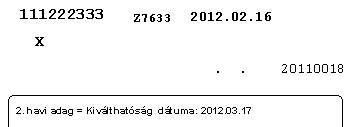 111222333 Z7633 2012.02.16
X
. . 20110018
2. havi adag = Kiválthatóság dátuma: 2012.03.17